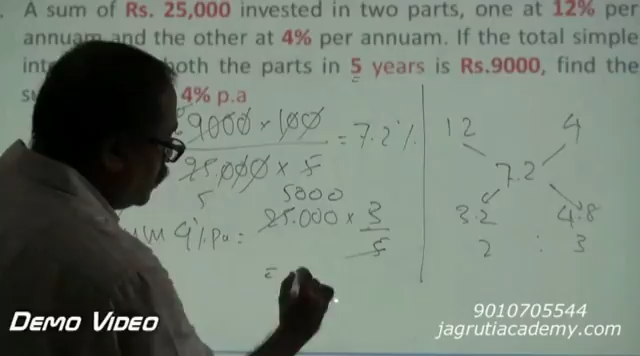 A sum of Rs. 25,000 invested in two parts, one at 12% per
annuam and the other at 4% per annuam. If the total simple
both the parts in 5 years is Rs.9000, find the
4% p.a
9000 × 100
25.000 × 5
= 7.2%
5
5000
4% Pa: 25.000 × 3
5
=
12 4
7.2
3.2 4.8
2 : 3
Demo Video
9010705544
jagrutiacademy.com/